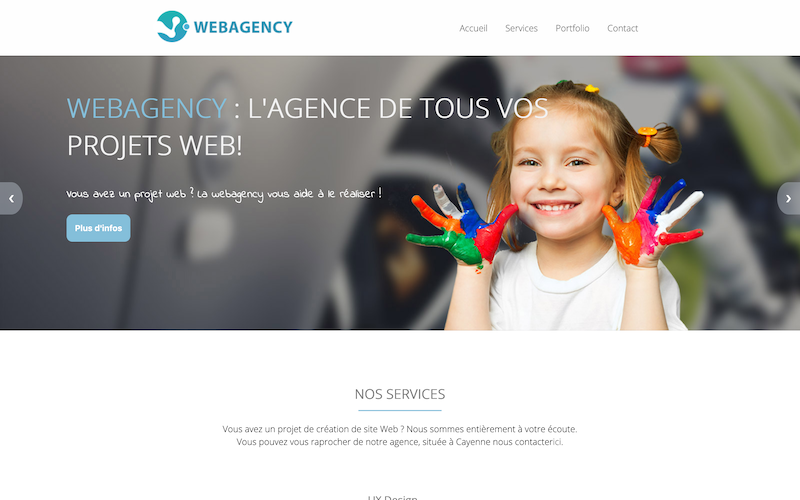 WEBAGENCY
Accueil Services Portfolio Contact
WEBAGENCY : L'AGENCE DE TOUS VOS
PROJETS WEB!
Vous avez un projet web ? La webagency vous aide à le réaliser !
Plus d'infos
NOS SERVICES
Vous avez un projet de création de site Web ? Nous sommes entièrement à votre écoute.
Vous pouvez vous raprocher de notre agence, située à Cayenne nous contacterici.
UX Design